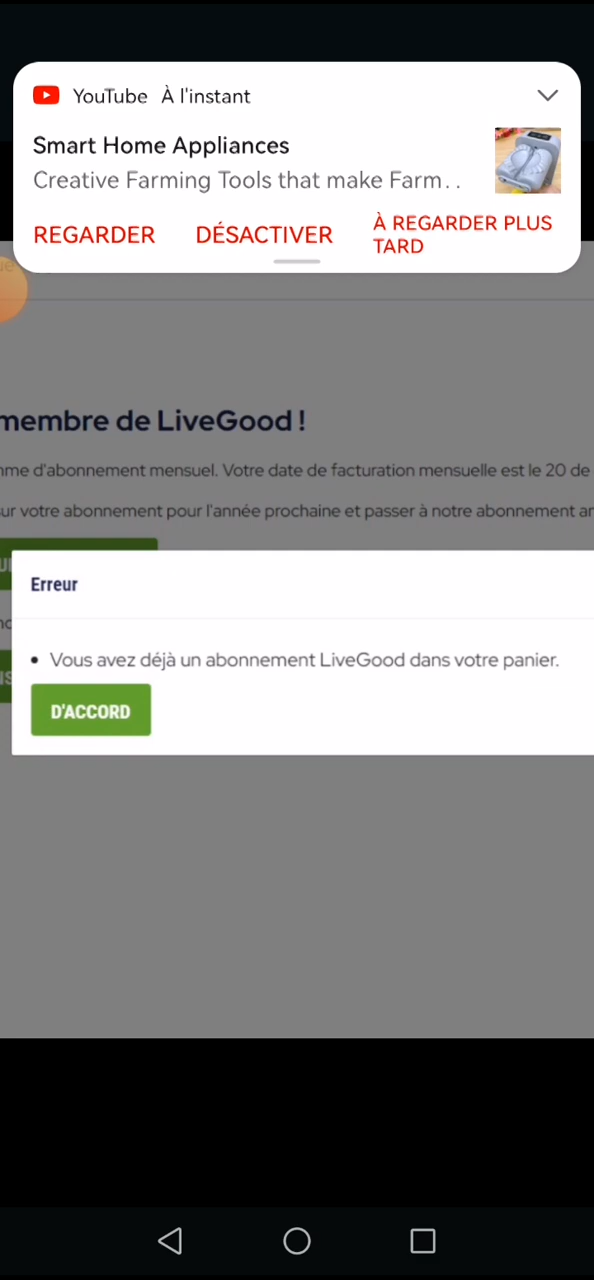 YouTube À l'instant
Smart Home Appliances
Creative Farming Tools that make Farm. .
REGARDER
DÉSACTIVER
À REGARDER PLUS
TARD
membre de LiveGood !
me d'abonnement mensuel. Votre date de facturation mensuelle est le 20 de
ur votre abonnement pour l'année prochaine et passer à notre abonnement
Erreur
• Vous avez déjà un abonnement LiveGood dans votre panier.
D'ACCORD